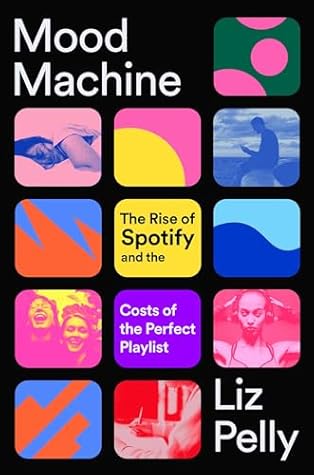 Mood
Machine
The Rise of
Spotify
and the
Costs of
the Perfect
Playlist
Liz
Pelly